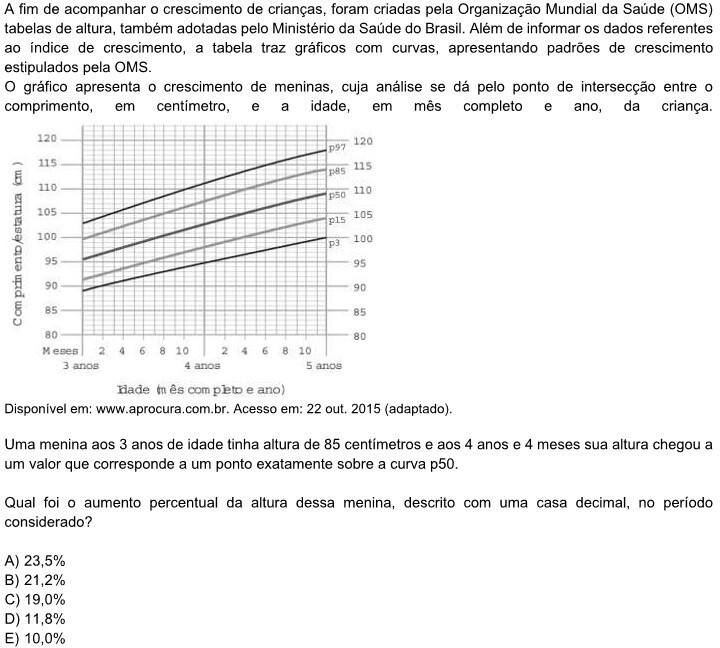 A fim de acompanhar o crescimento de crianças, foram criadas pela Organização Mundial da Saúde (OMS)
tabelas de altura, também adotadas pelo Ministério da Saúde do Brasil. Além de informar os dados referentes
ao índice de crescimento, a tabela traz gráficos com curvas, apresentando padrões de crescimento
estipulados pela OMS.
O gráfico apresenta o crescimento de meninas, cuja análise se dá pelo ponto de intersecção entre o
comprimento, em centímetro, e a idade, em mês completo e ano, da criança.
Comprimento/estatura (cm)
120
115
110
105
100
95
90
85
80
p97
p85
p50
p15
p3
120
115
110
105
100
95
90
85
80
Meses 2 4 6 8 10 2 4 6 8 10
3 anos 4 anos 5 anos
Idade (mês completo e ano)
Disponível em: www.aprocura.com.br. Acesso em: 22 out. 2015 (adaptado).
Uma menina aos 3 anos de idade tinha altura de 85 centímetros e aos 4 anos e 4 meses sua altura chegou a
um valor que corresponde a um ponto exatamente sobre a curva p50.
Qual foi o aumento percentual da altura dessa menina, descrito com uma casa decimal, no período
considerado?
A) 23,5%
B) 21,2%
C) 19,0%
D) 11,8%
E) 10,0%